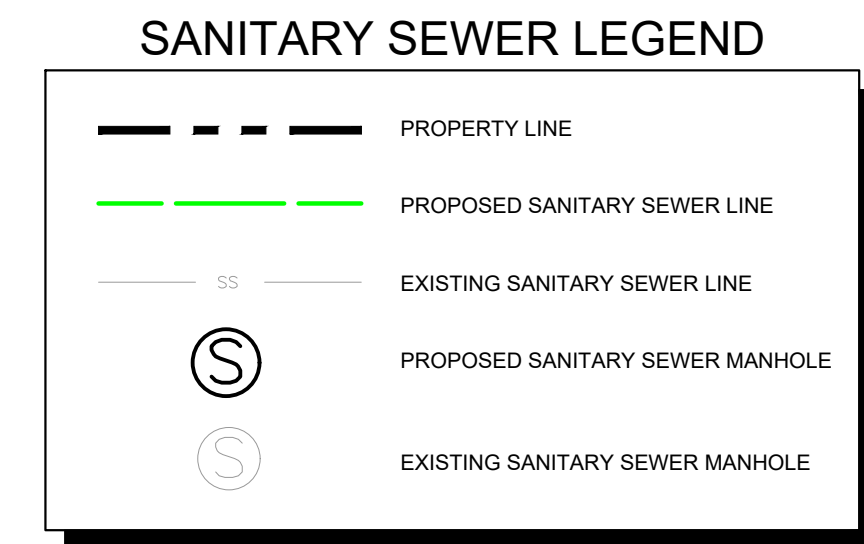 SANITARY SEWER LEGEND
PROPERTY LINE
PROPOSED SANITARY SEWER LINE
SS EXISTING SANITARY SEWER LINE
S PROPOSED SANITARY SEWER MANHOLE
S EXISTING SANITARY SEWER MANHOLE